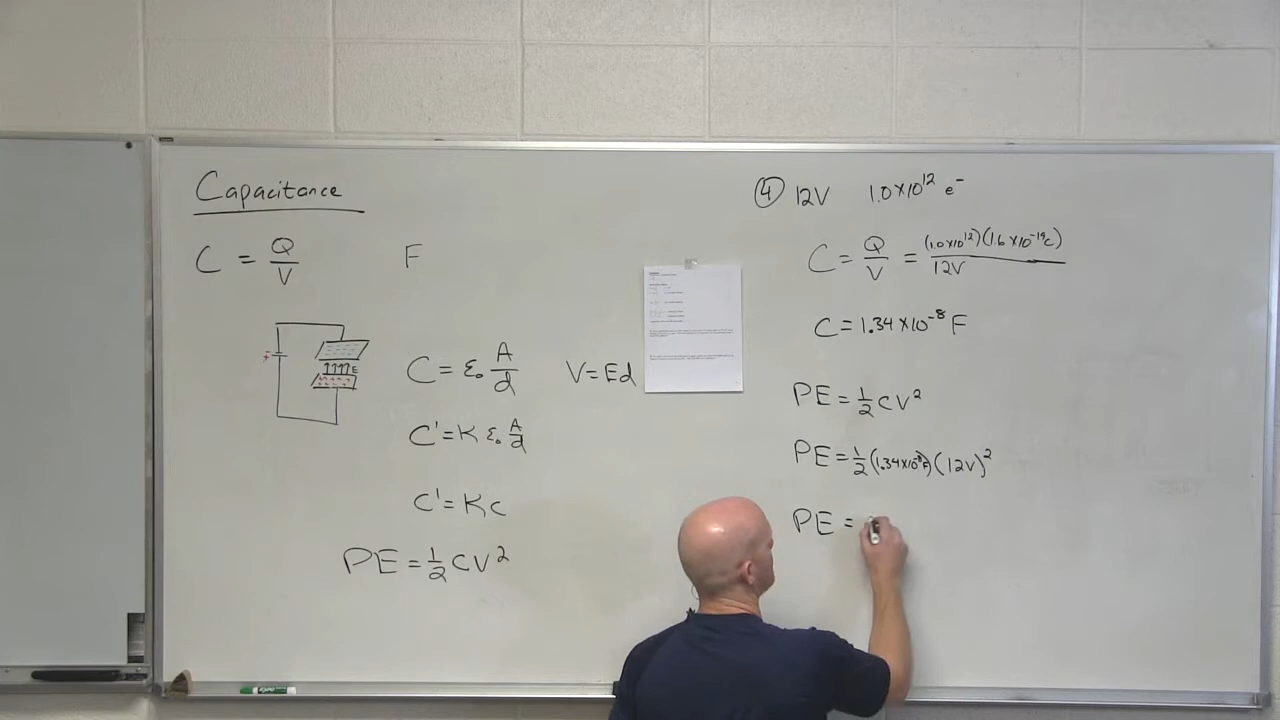 Capacitance
C = Q/V F
C = ε₀ A/d V = Ed
C' = K ε₀ A/d
C' = Kc
PE = 1/2 CV²
④ 12V 1.0×10¹² e⁻
C = Q/V = (1.0×10¹²)(1.6×10⁻¹⁹C)/12V
C = 1.34×10⁻⁸ F
PE = 1/2 CV²
PE = 1/2 (1.34×10⁻⁸F)(12V)²
PE =